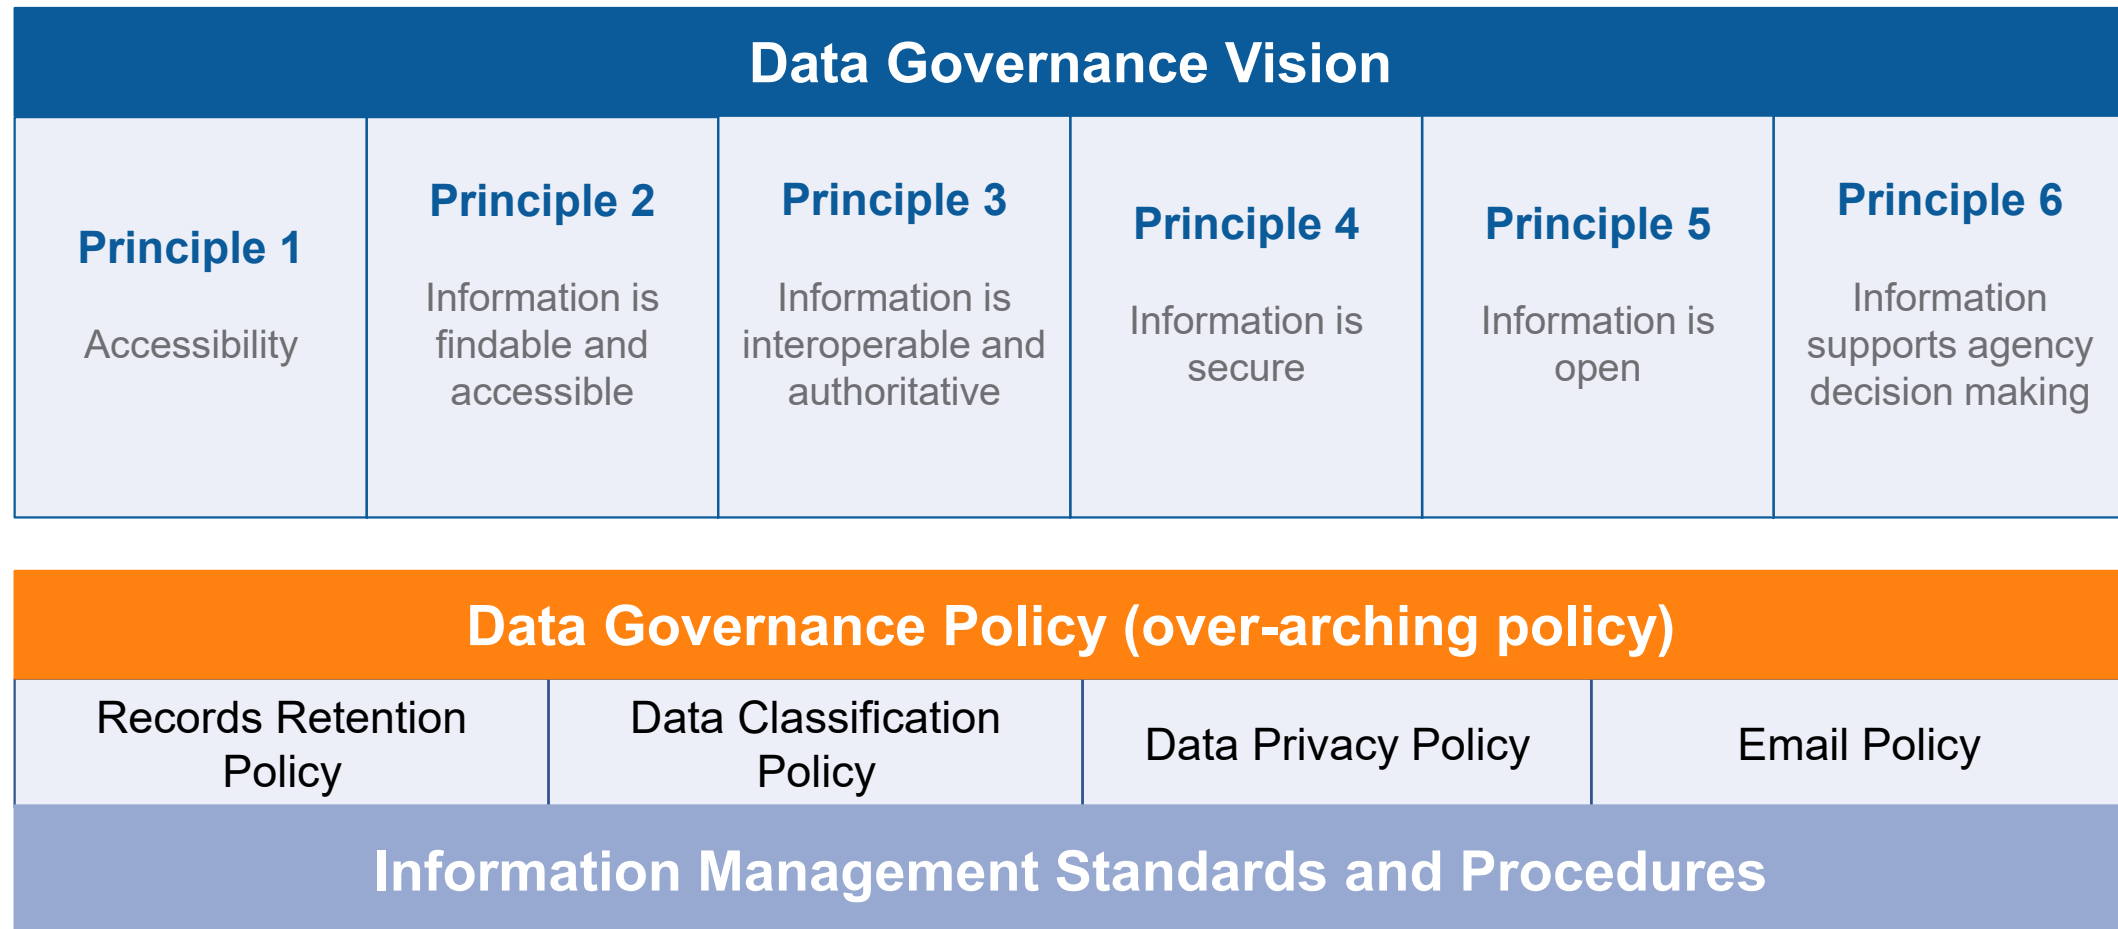 Data Governance Vision
Principle 1
Accessibility
Principle 2
Information is
findable and
accessible
Principle 3
Information is
interoperable and
authoritative
Principle 4
Information is
secure
Principle 5
Information is
open
Principle 6
Information
supports agency
decision making
Data Governance Policy (over-arching policy)
Records Retention
Policy
Data Classification
Policy
Data Privacy Policy
Email Policy
Information Management Standards and Procedures